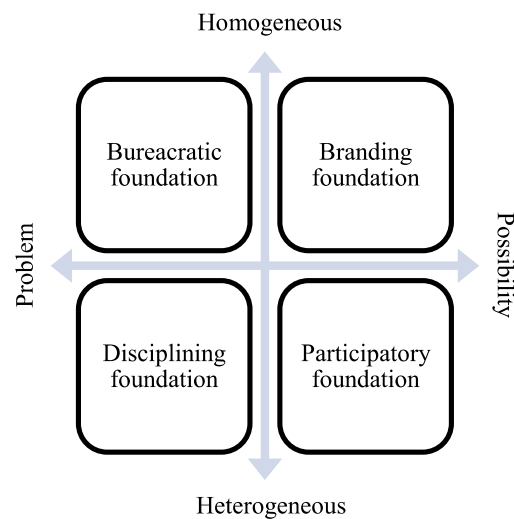 Homogeneous
Bureacratic
foundation
Branding
foundation
Problem
Possibility
Disciplining
foundation
Participatory
foundation
Heterogeneous